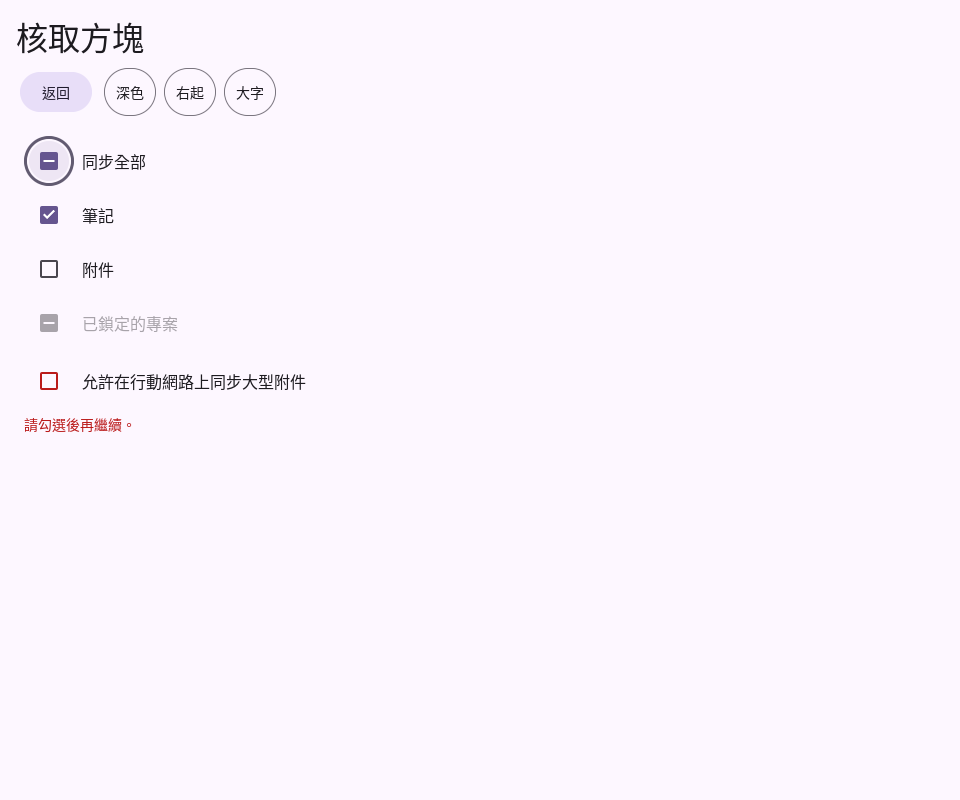 核取方塊
返回 深色 右起 大字
同步全部
筆記
附件
已鎖定的專案
允許在行動網路上同步大型附件
請勾選後再繼續。